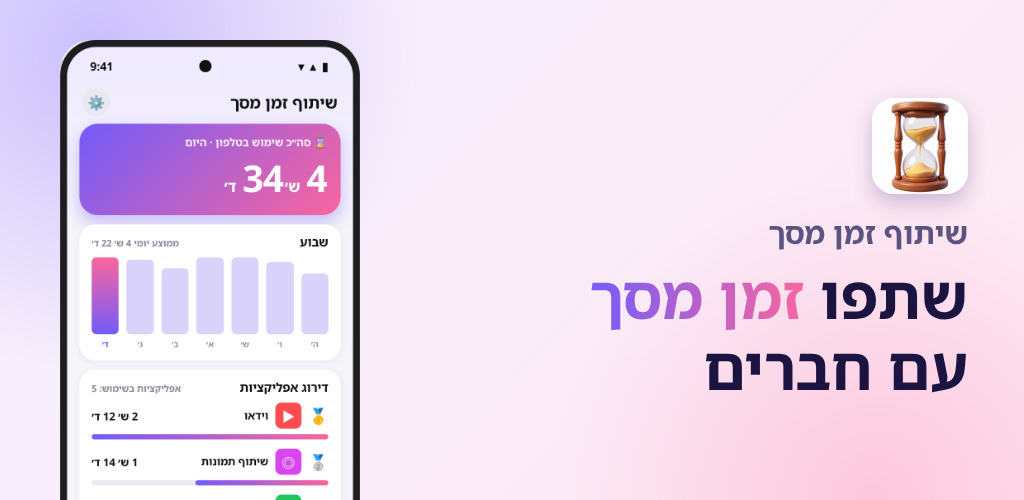 שיתוף זמן מסך
שתפו זמן מסך
עם חברים
9:41
שיתוף זמן מסך
סה״כ שימוש בטלפון · היום
4 ש׳ 34 ד׳
שבוע
ממוצע יומי 4 ש׳ 22 ד׳
ה׳ ו׳ ש׳ א׳ ב׳ ג׳ ד׳
דירוג אפליקציות
אפליקציות בשימוש: 5
וידאו 2 ש׳ 12 ד׳
שיתוף תמונות 1 ש׳ 14 ד׳